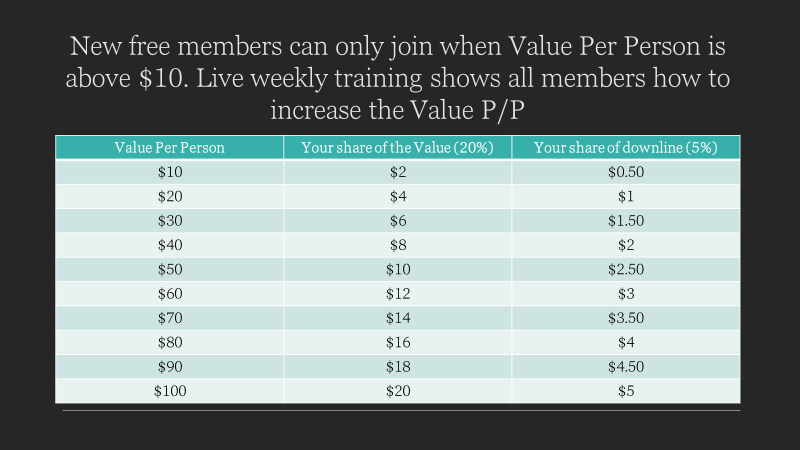 New free members can only join when Value Per Person is
above $10. Live weekly training shows all members how to
increase the Value P/P
Value Per Person Your share of the Value (20%) Your share of downline (5%)
$10 $2 $0.50
$20 $4 $1
$30 $6 $1.50
$40 $8 $2
$50 $10 $2.50
$60 $12 $3
$70 $14 $3.50
$80 $16 $4
$90 $18 $4.50
$100 $20 $5